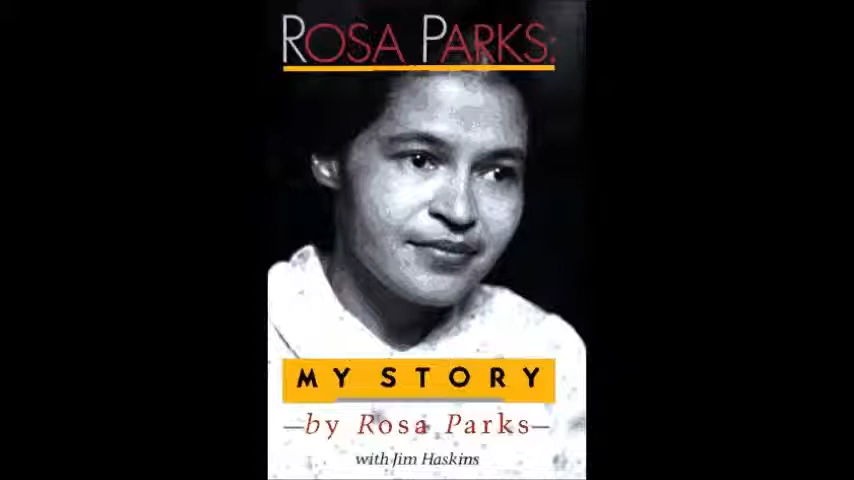 ROSA PARKS:
MY STORY
—by Rosa Parks—
with Jim Haskins